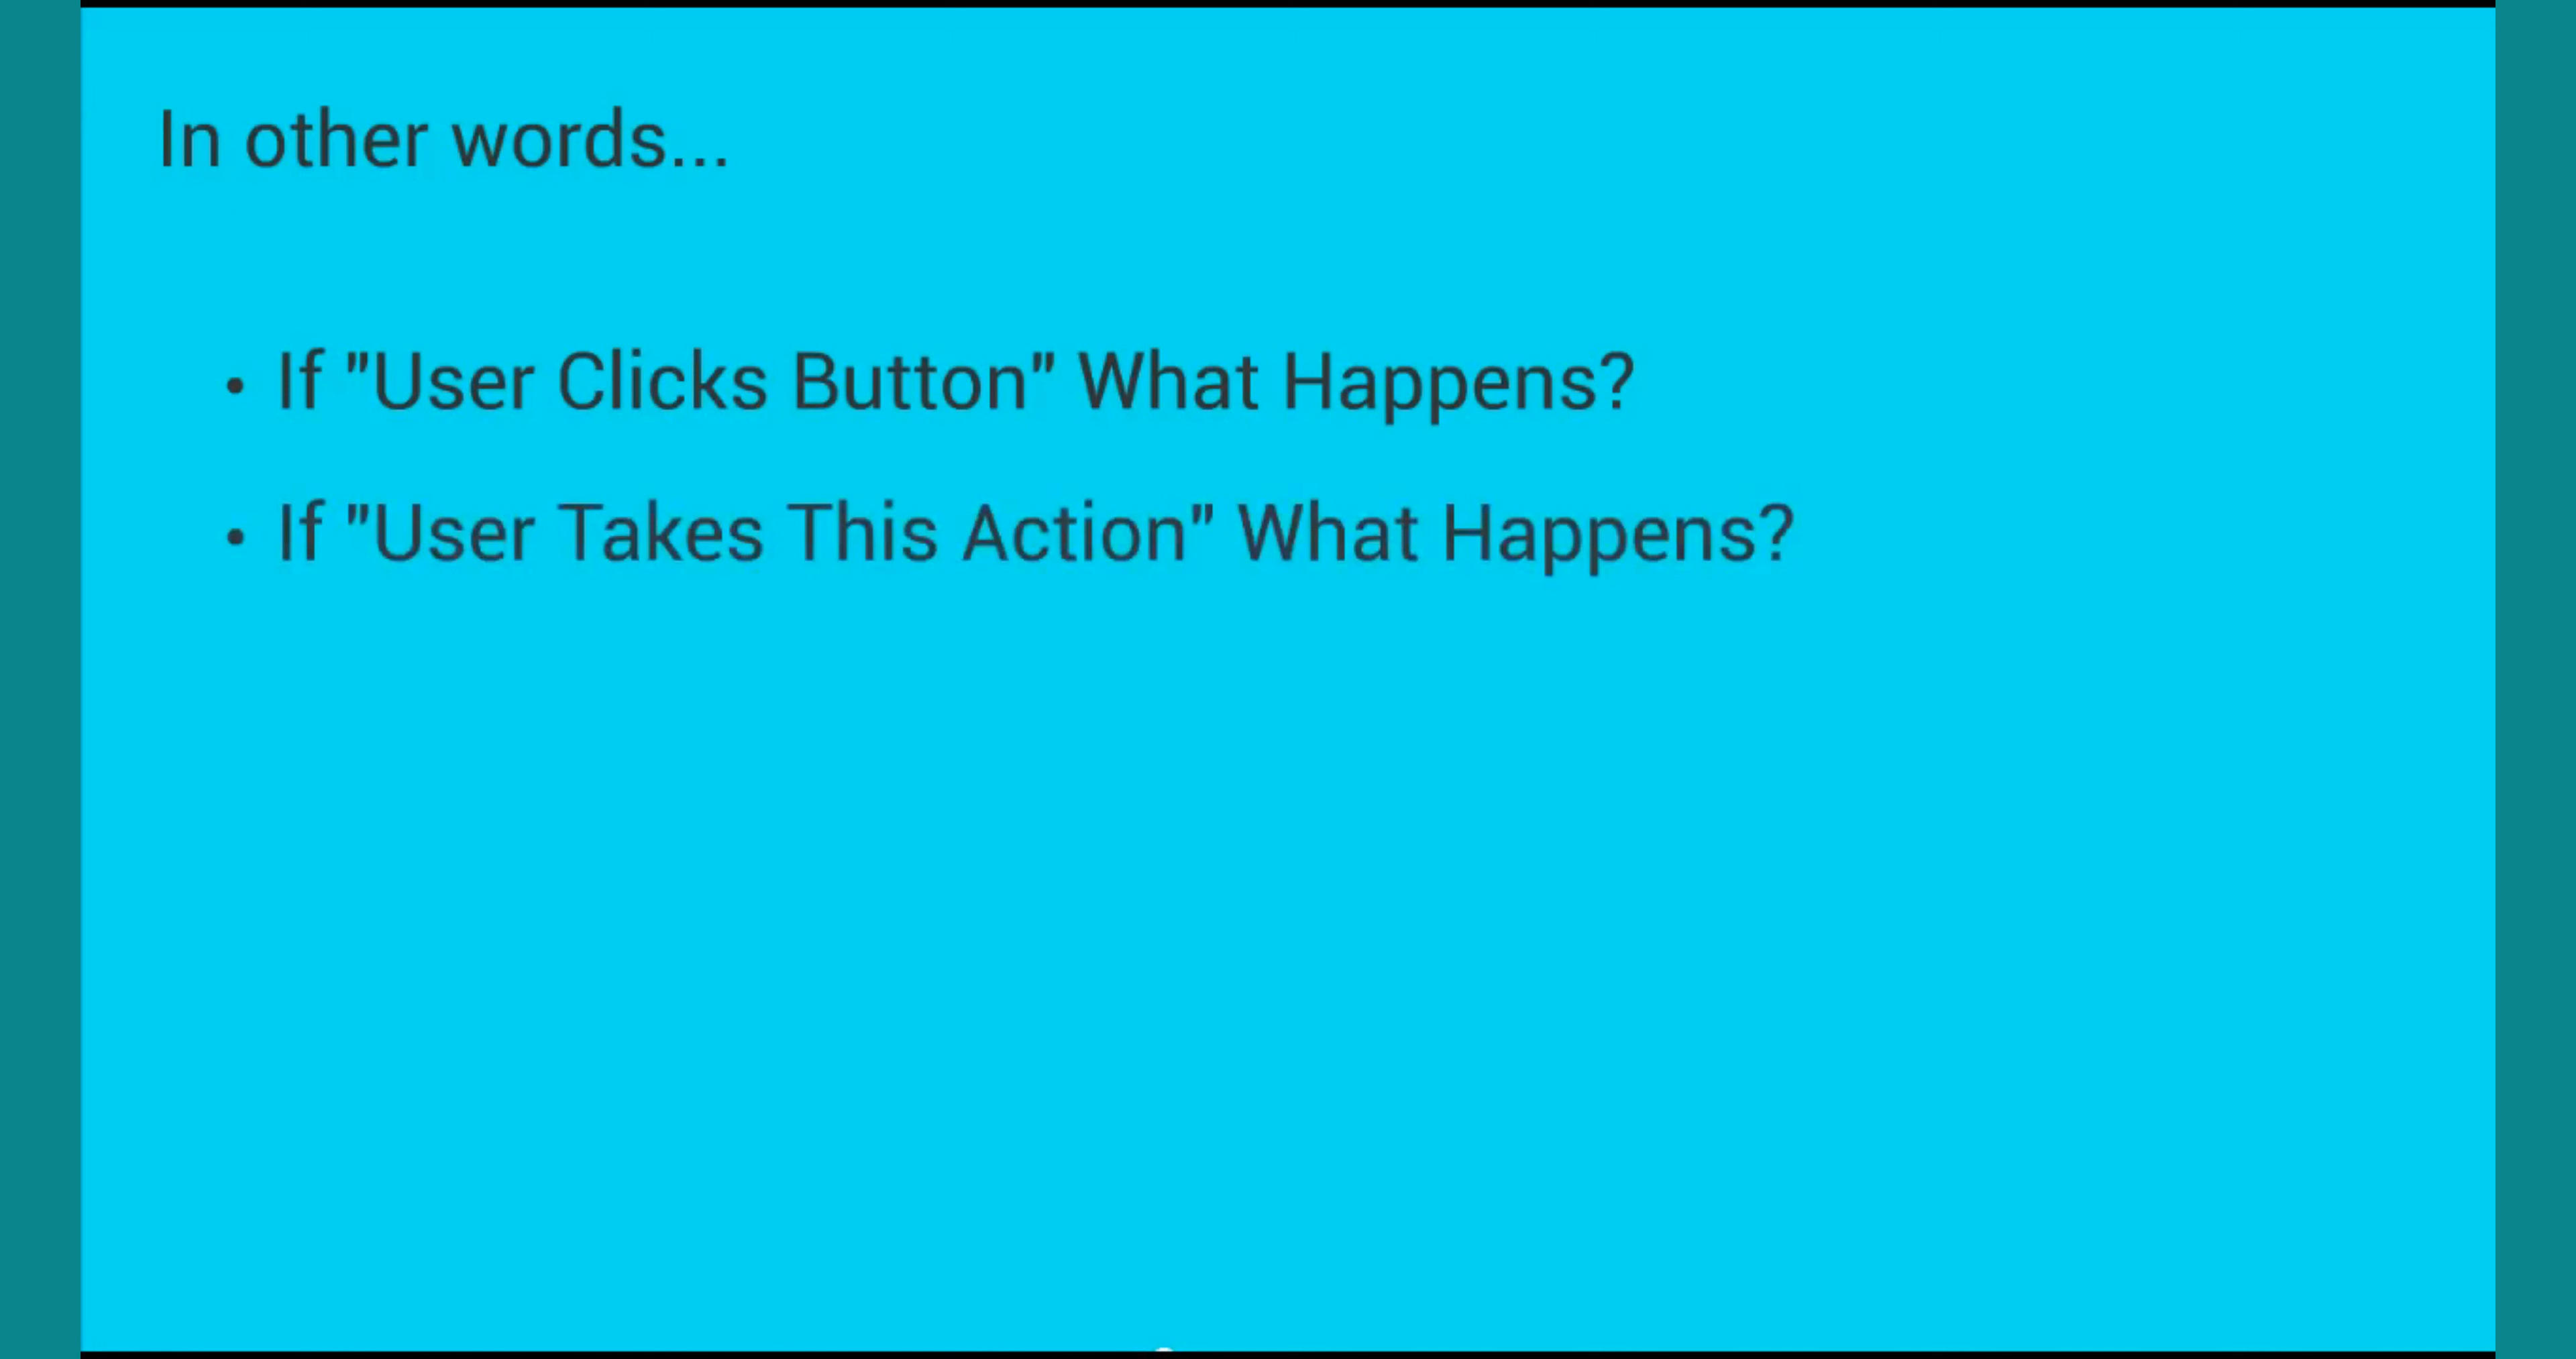 In other words...
• If "User Clicks Button" What Happens?
• If "User Takes This Action" What Happens?